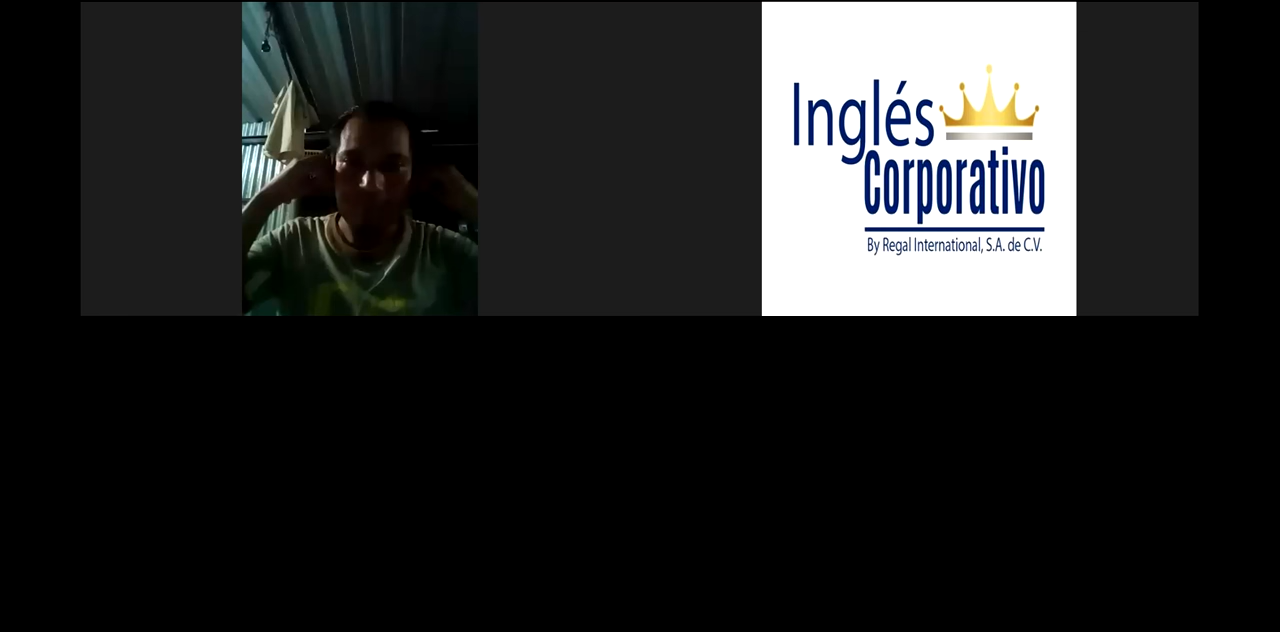 Inglés
Corporativo
By Regal International, S.A. de C.V.